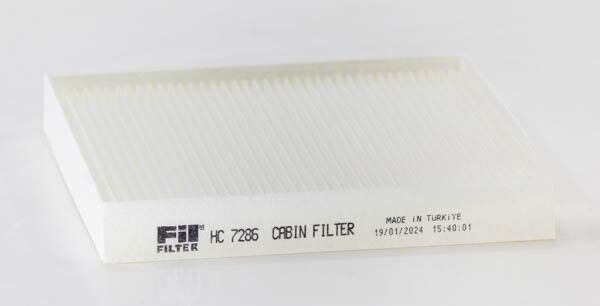 Fil®
FILTER
HC 7286 CABIN FILTER
MADE IN TURKIYE
19/01/2024 15:40:01